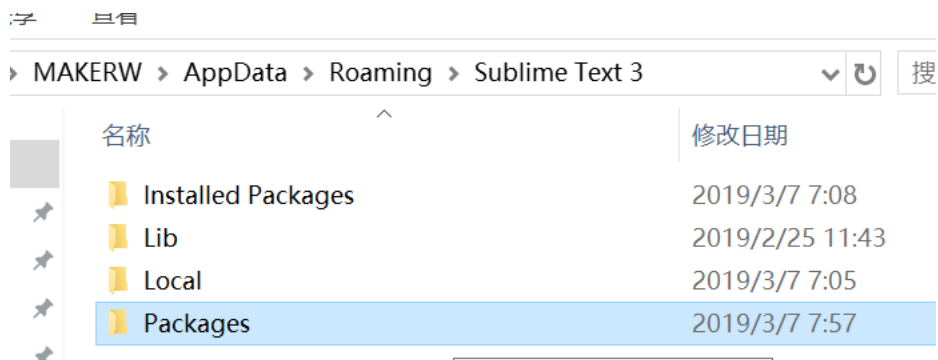 查看
MAKERW > AppData > Roaming > Sublime Text 3
搜
名称 修改日期
Installed Packages 2019/3/7 7:08
Lib 2019/2/25 11:43
Local 2019/3/7 7:05
Packages 2019/3/7 7:57